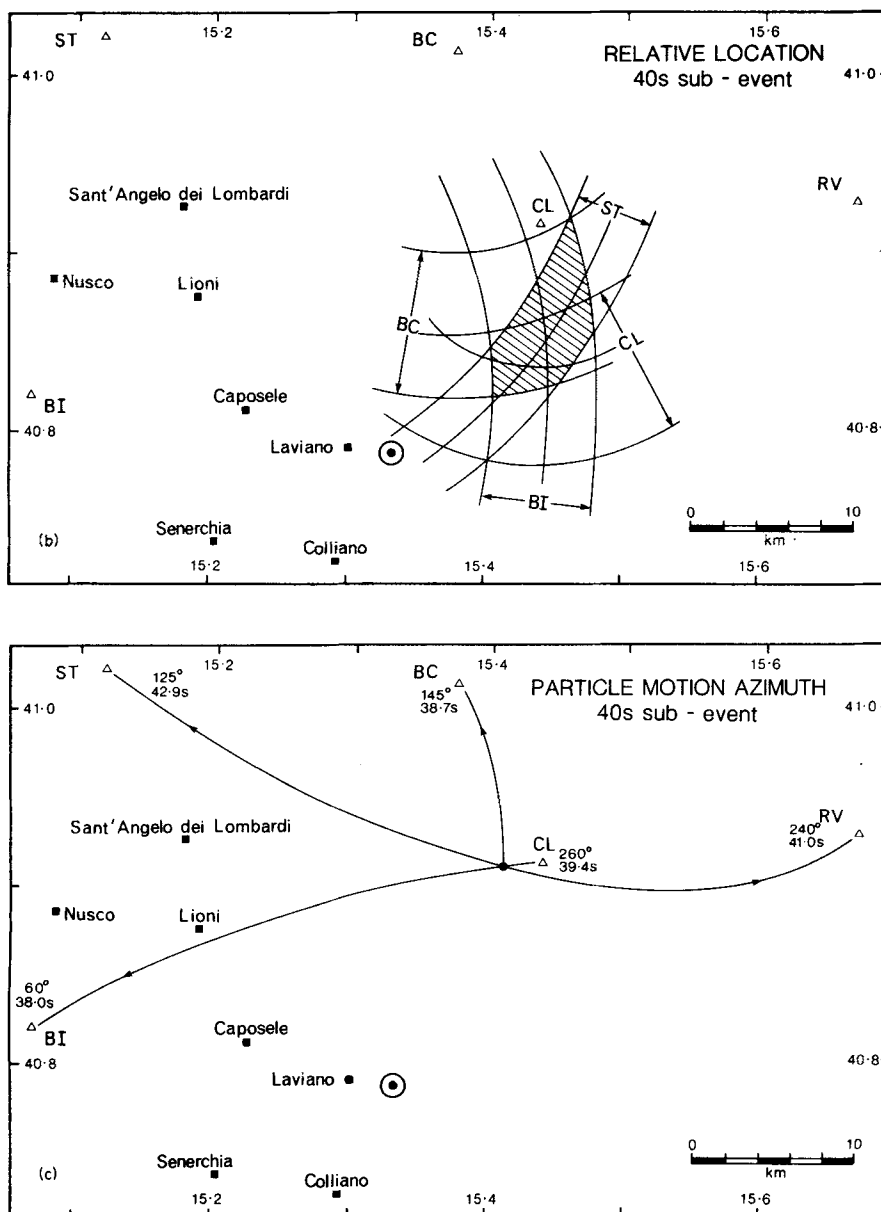 ST
15·2
BC
15·4
15·6
RELATIVE LOCATION
40s sub - event
41·0
41·0
Sant'Angelo dei Lombardi
CL
ST
RV
Nusco
Lioni
BC
CL
BI
Caposele
40·8
Laviano
40·8
BI
Senerchia
Colliano
(b)
0
10
km
15·2
15·4
15·6
ST
15·2
BC
15·4
15·6
125°
42·9s
145°
38·7s
PARTICLE MOTION AZIMUTH
40s sub - event
41·0
41·0
Sant'Angelo dei Lombardi
CL
260°
39·4s
240°
41·0s
RV
Nusco
Lioni
60°
38·0s
BI
Caposele
40·8
40·8
Laviano
Senerchia
Colliano
(c)
0
10
km
15·2
15·4
15·6